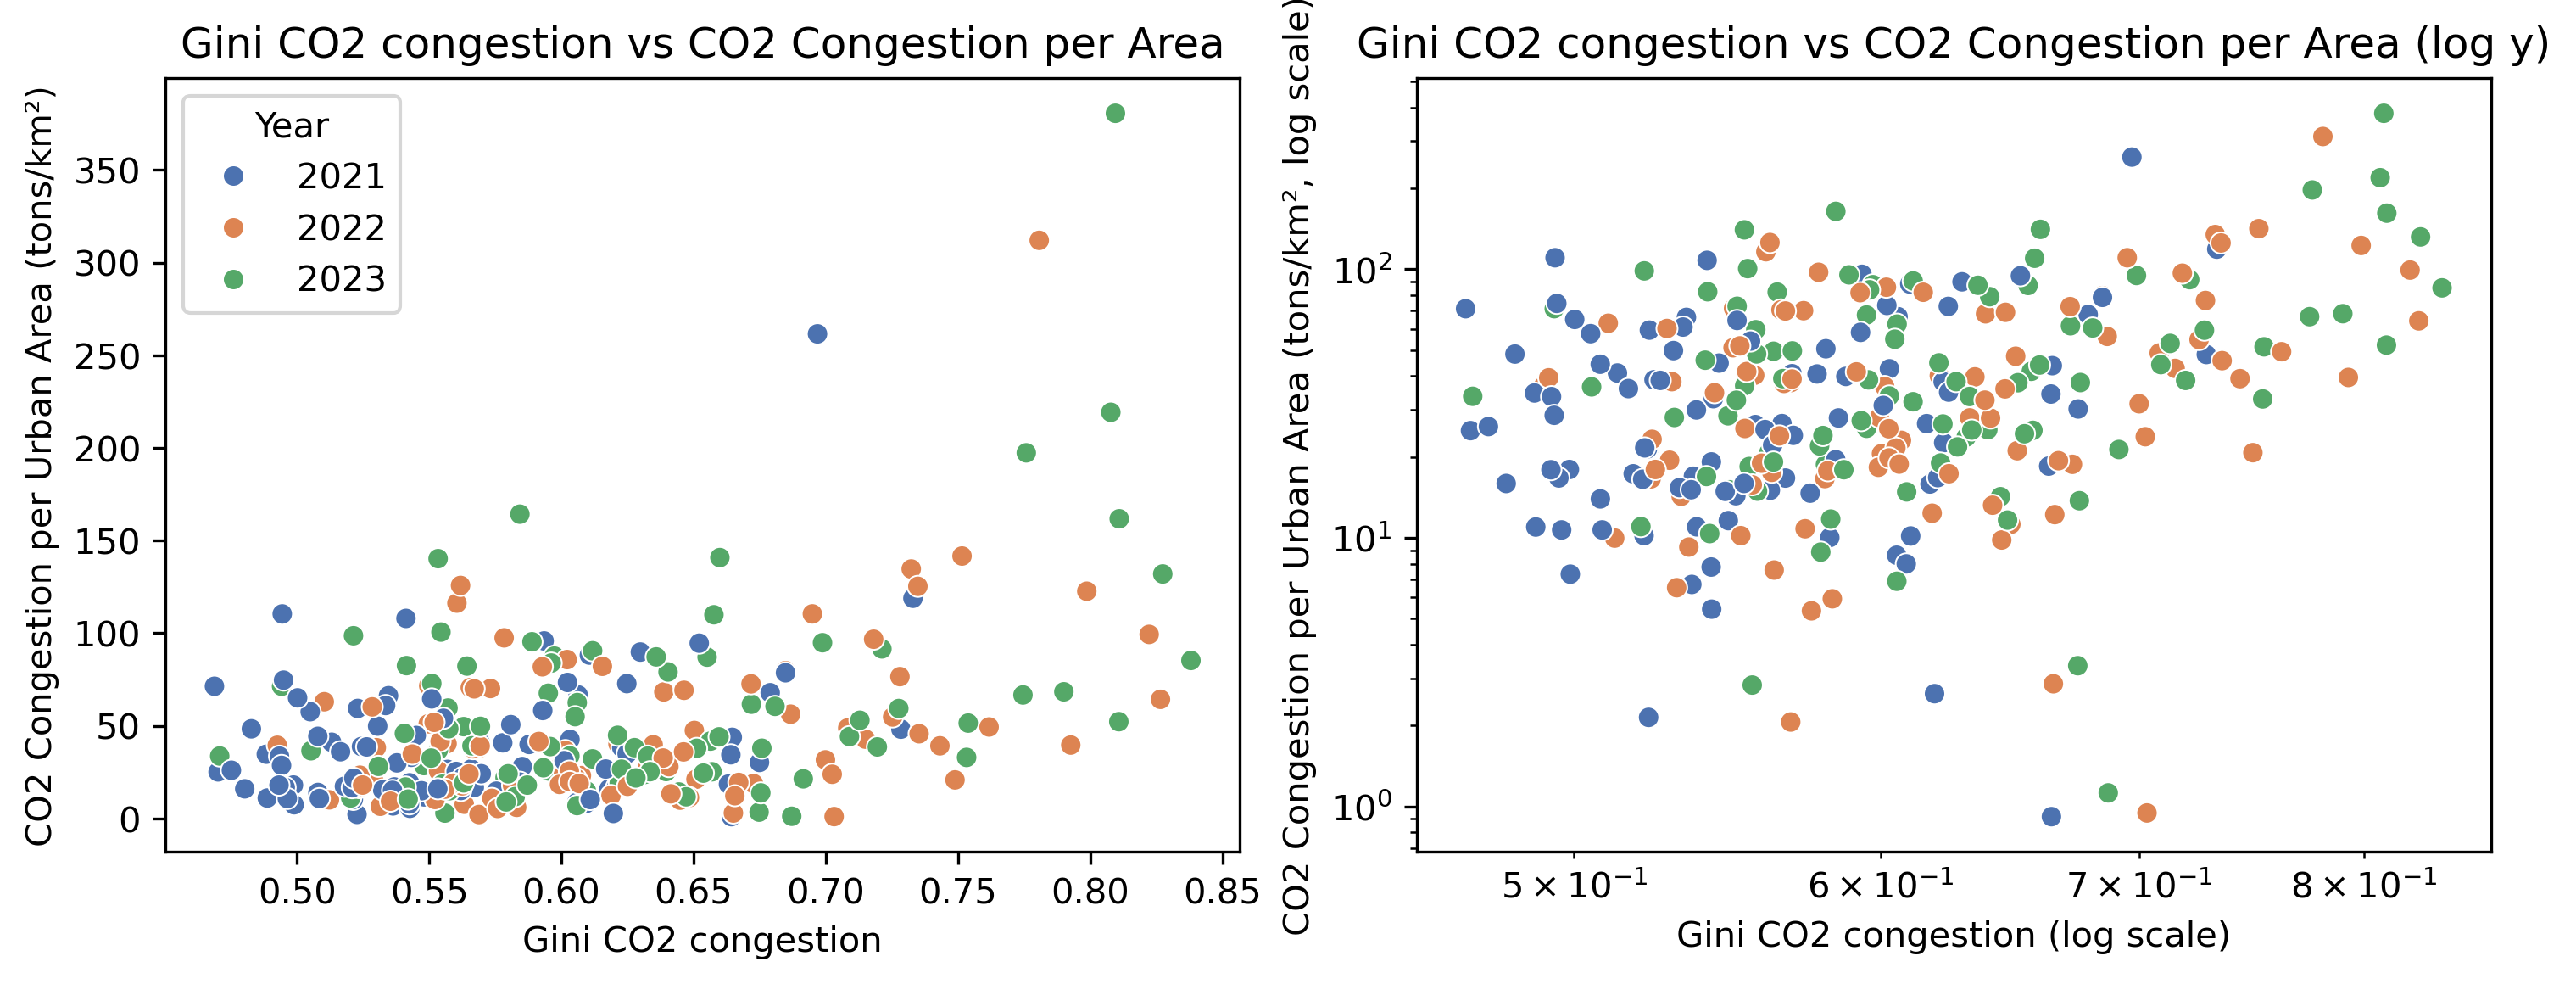 Gini CO2 congestion vs CO2 Congestion per Area
CO2 Congestion per Urban Area (tons/km²)
350
300
250
200
150
100
50
0
Year
2021
2022
2023
0.50 0.55 0.60 0.65 0.70 0.75 0.80 0.85
Gini CO2 congestion
Gini CO2 congestion vs CO2 Congestion per Area (log y)
CO2 Congestion per Urban Area (tons/km², log scale)
10²
10¹
10⁰
5 × 10⁻¹ 6 × 10⁻¹ 7 × 10⁻¹ 8 × 10⁻¹
Gini CO2 congestion (log scale)